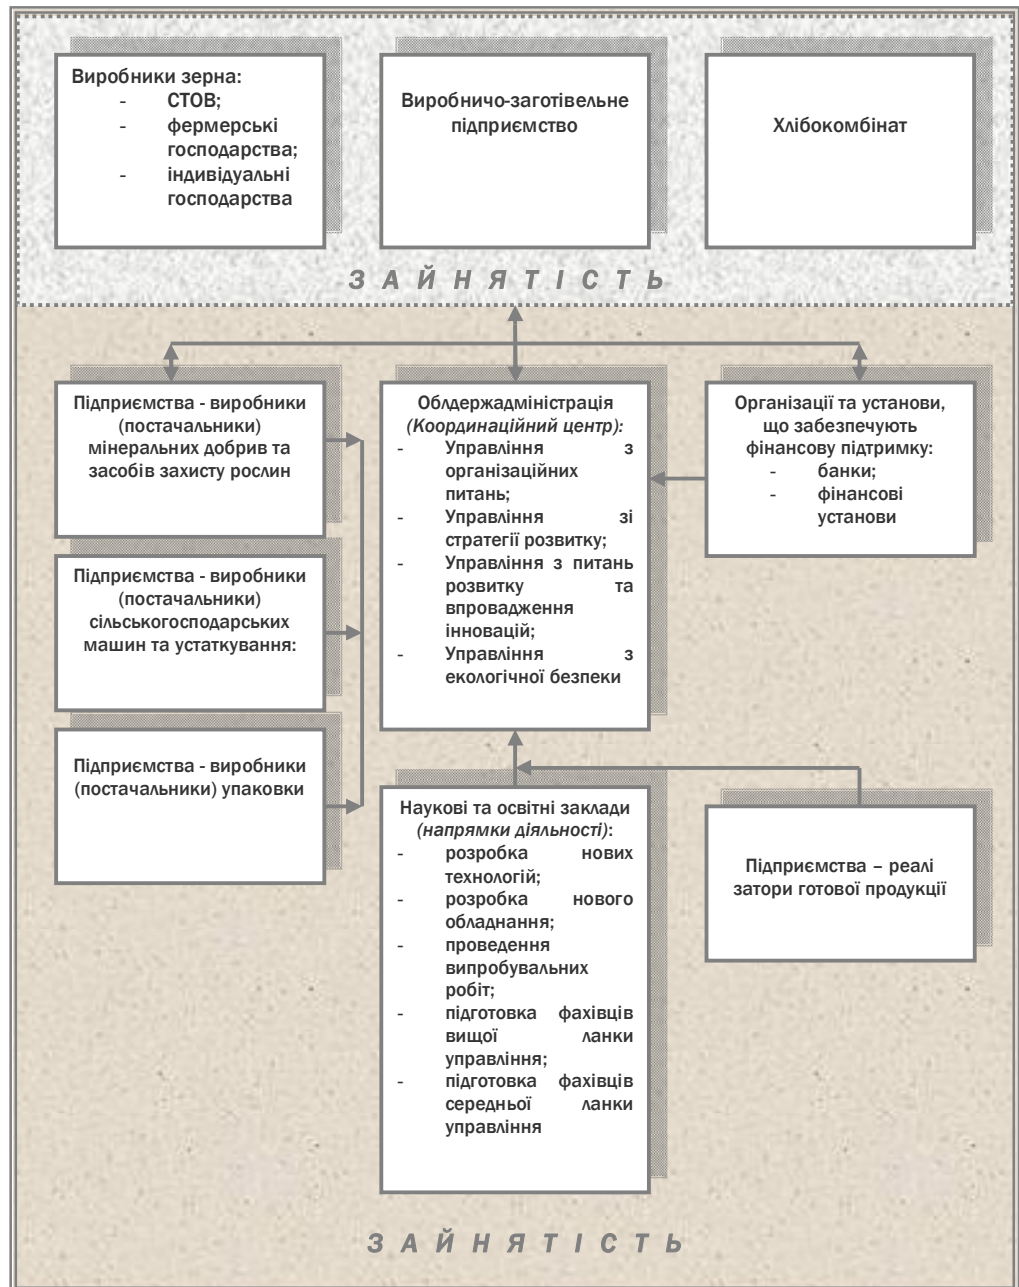 Виробники зерна:
- СТОВ;
- фермерські
господарства;
- індивідуальні
господарства
Виробничо-заготівельне
підприємство
Хлібокомбінат
З А Й Н Я Т І С Т Ь
Підприємства - виробники
(постачальники)
мінеральних добрив та
засобів захисту рослин
Облдержадміністрація
(Координаційний центр):
- Управління з
організаційних
питань;
- Управління зі
стратегії розвитку;
- Управління з питань
розвитку та
впровадження
інновацій;
- Управління з
екологічної безпеки
Організації та установи,
що забезпечують
фінансову підтримку:
- банки;
- фінансові
установи
Підприємства - виробники
(постачальники)
сільськогосподарських
машин та устаткування:
Підприємства - виробники
(постачальники) упаковки
Наукові та освітні заклади
(напрямки діяльності):
- розробка нових
технологій;
- розробка нового
обладнання;
- проведення
випробувальних
робіт;
- підготовка фахівців
вищої ланки
управління;
- підготовка фахівців
середньої ланки
управління
Підприємства – реалі
затори готової продукції
З А Й Н Я Т І С Т Ь